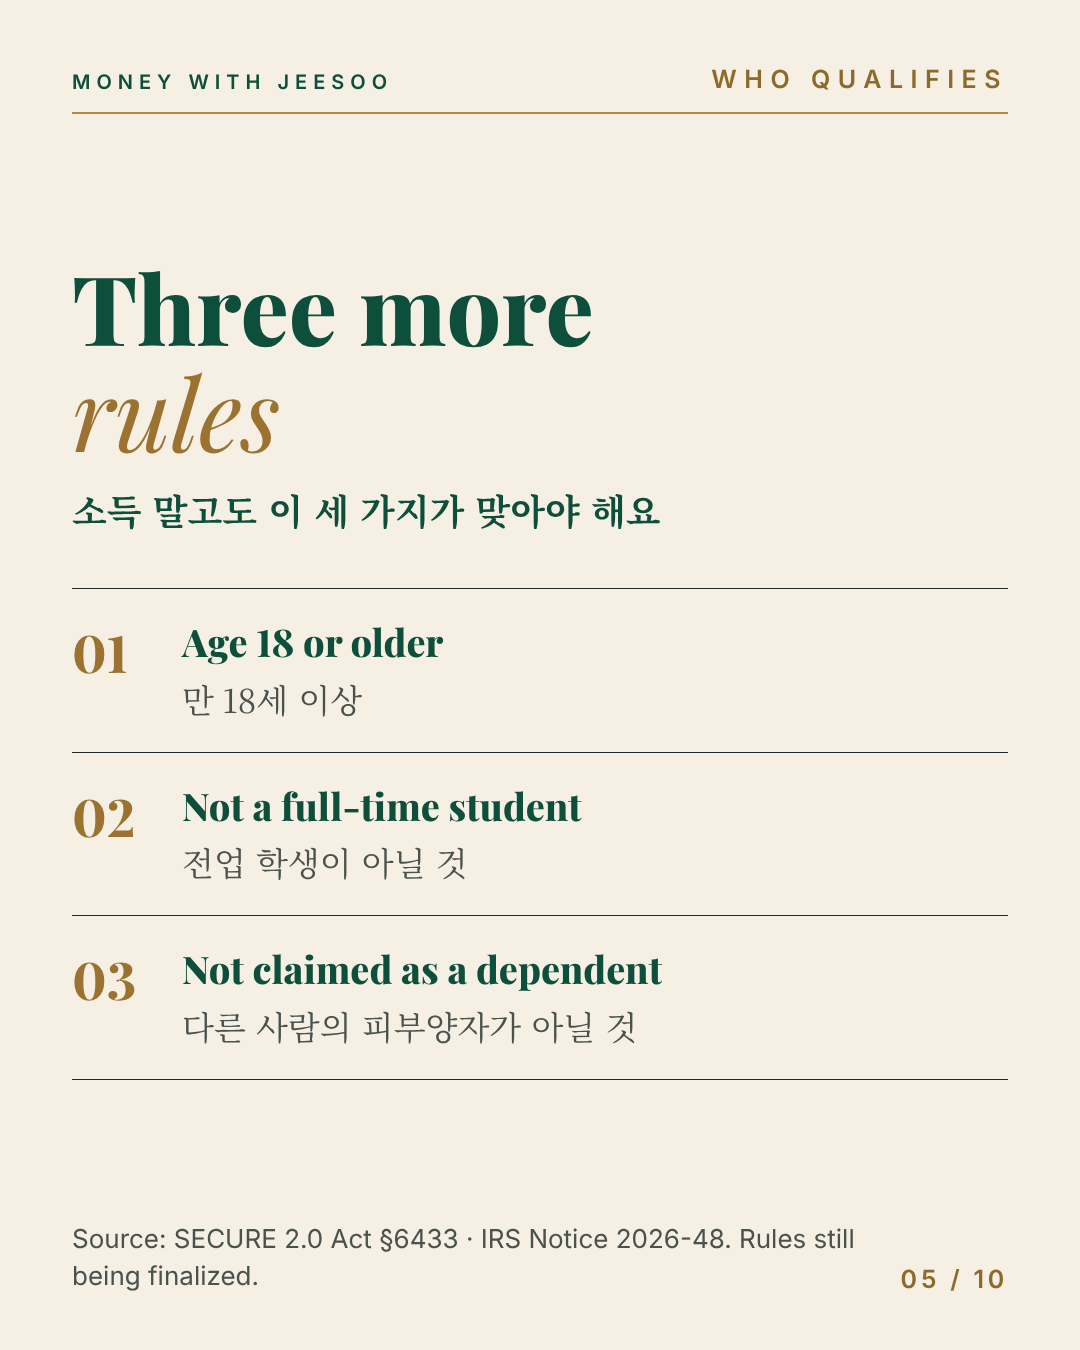 MONEY WITH JEESOO
WHO QUALIFIES
Three more
rules
소득 말고도 이 세 가지가 맞아야 해요
01
Age 18 or older
만 18세 이상
02
Not a full-time student
전업 학생이 아닐 것
03
Not claimed as a dependent
다른 사람의 피부양자가 아닐 것
Source: SECURE 2.0 Act §6433 · IRS Notice 2026-48. Rules still
being finalized.
05 / 10